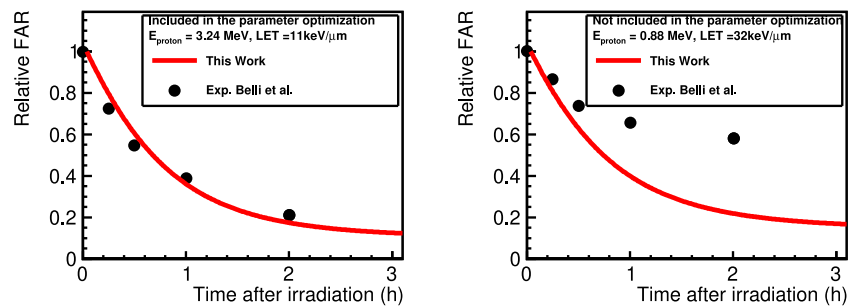 Included in the parameter optimization
E proton = 3.24 MeV, LET =11keV/μm
This Work
Exp. Belli et al.
Relative FAR
1
0.8
0.6
0.4
0.2
0
0 1 2 3
Time after irradiation (h)
Not included in the parameter optimization
E proton = 0.88 MeV, LET =32keV/μm
This Work
Exp. Belli et al.
Relative FAR
1
0.8
0.6
0.4
0.2
0
0 1 2 3
Time after irradiation (h)